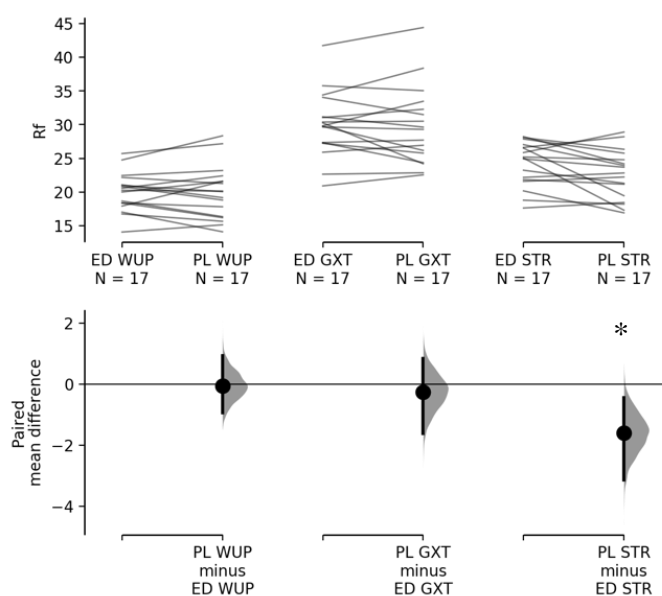 45
40
35
30
25
20
15
Rf
ED WUP
N = 17
PL WUP
N = 17
ED GXT
N = 17
PL GXT
N = 17
ED STR
N = 17
PL STR
N = 17
2
0
−2
−4
Paired
mean difference
*
PL WUP
minus
ED WUP
PL GXT
minus
ED GXT
PL STR
minus
ED STR